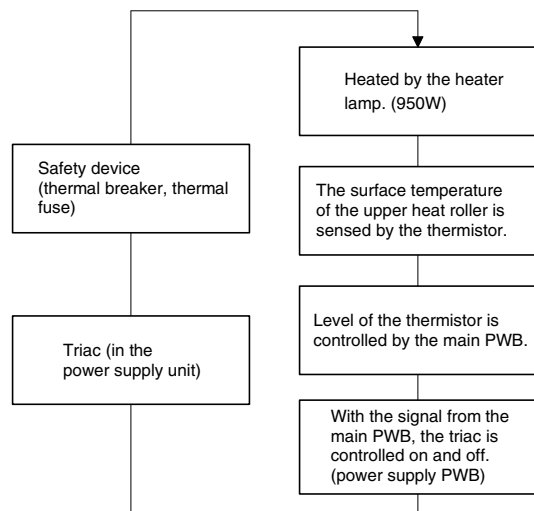 Heated by the heater
lamp. (950W)
Safety device
(thermal breaker, thermal
fuse)
The surface temperature
of the upper heat roller is
sensed by the thermistor.
Level of the thermistor is
controlled by the main PWB.
Triac (in the
power supply unit)
With the signal from the
main PWB, the triac is
controlled on and off.
(power supply PWB)